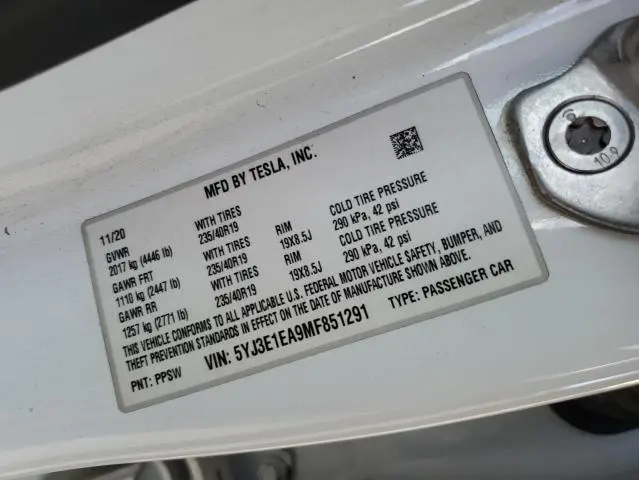 MFD BY TESLA, INC.
11/20
GVWR
2017 kg (4446 lb) WITH TIRES 235/40R19 RIM 19X8.5J COLD TIRE PRESSURE 290 kPa, 42 psi
GAWR FRT
1110 kg (2447 lb) WITH TIRES 235/40R19 RIM 19X8.5J COLD TIRE PRESSURE 290 kPa, 42 psi
GAWR RR
1257 kg (2771 lb) WITH TIRES 235/40R19
THIS VEHICLE CONFORMS TO ALL APPLICABLE U.S. FEDERAL MOTOR VEHICLE SAFETY, BUMPER, AND
THEFT PREVENTION STANDARDS IN EFFECT ON THE DATE OF MANUFACTURE SHOWN ABOVE.
PNT: PPSW VIN: 5YJ3E1EA9MF851291 TYPE: PASSENGER CAR
10.9